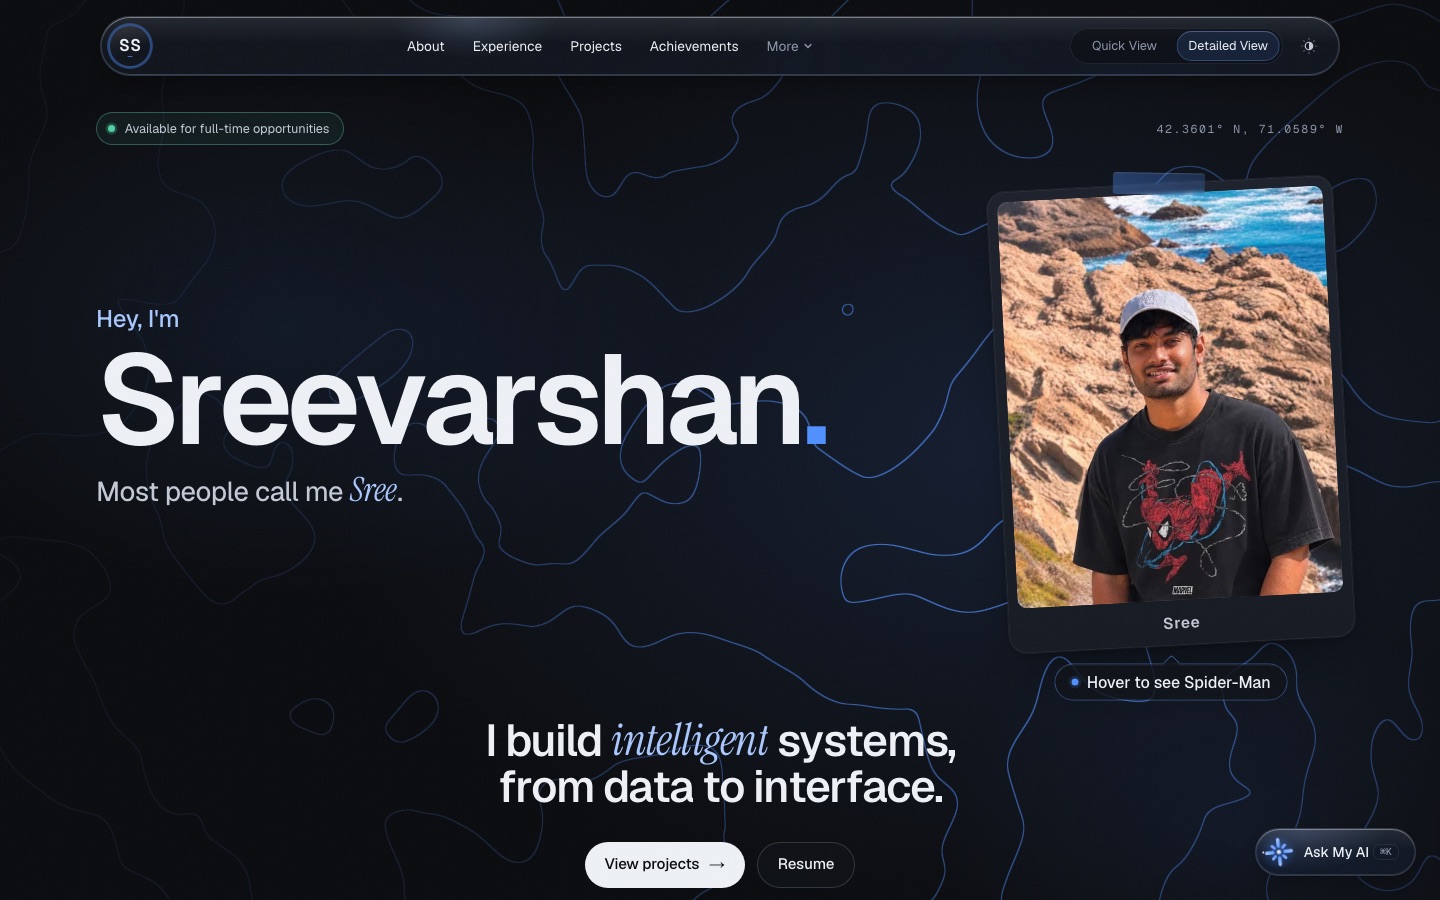 SS
About
Experience
Projects
Achievements
More
Quick View
Detailed View
Available for full-time opportunities
42.3601° N, 71.0589° W
Hey, I'm
Sreevarshan.
Most people call me Sree.
MARVEL
Sree
Hover to see Spider-Man
I build intelligent systems,
from data to interface.
View projects →
Resume
Ask My AI ⌘K